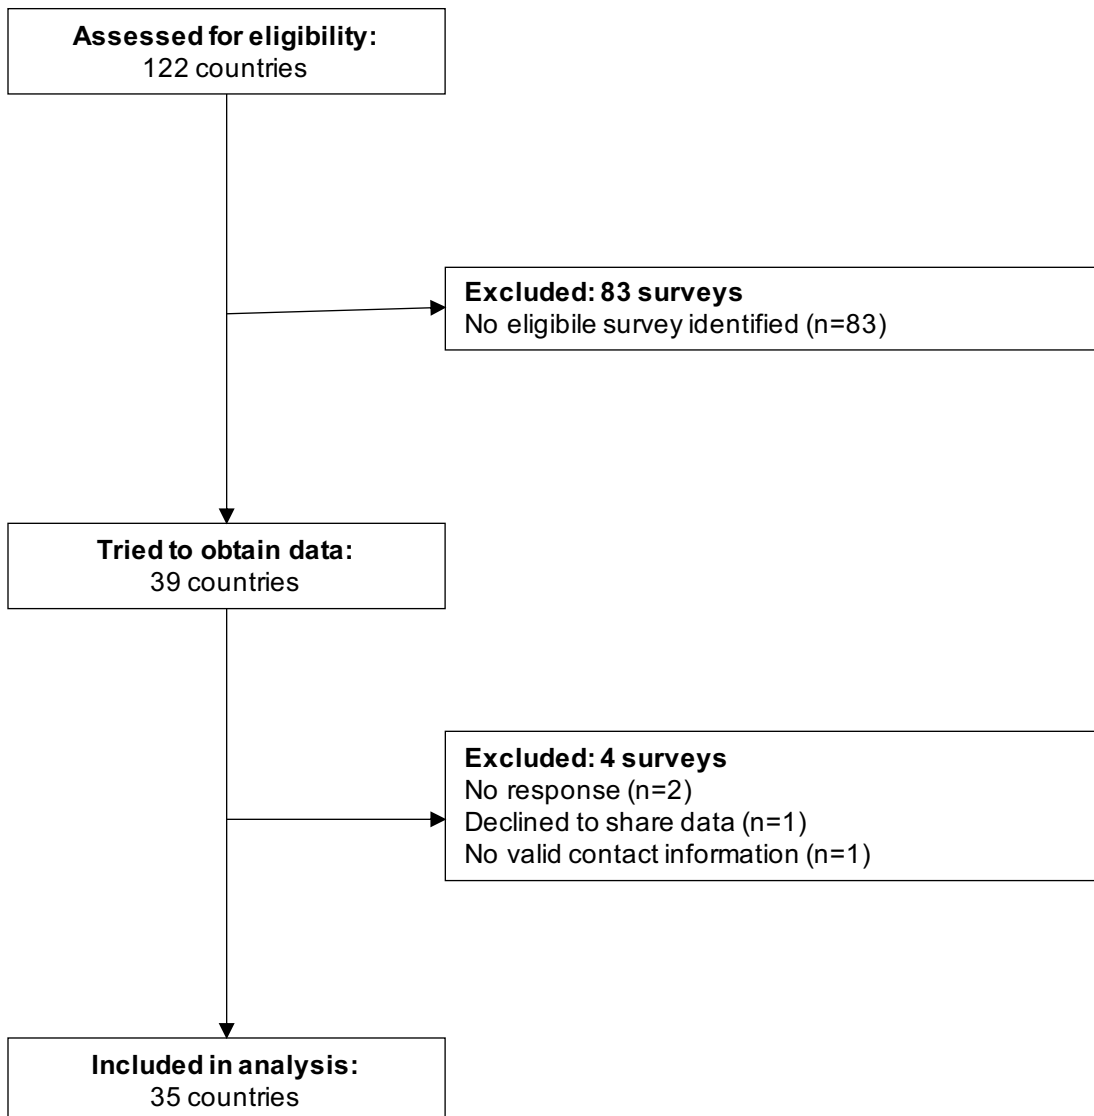 Assessed for eligibility:
122 countries
Excluded: 83 surveys
No eligibile survey identified (n=83)
Tried to obtain data:
39 countries
Excluded: 4 surveys
No response (n=2)
Declined to share data (n=1)
No valid contact information (n=1)
Included in analysis:
35 countries